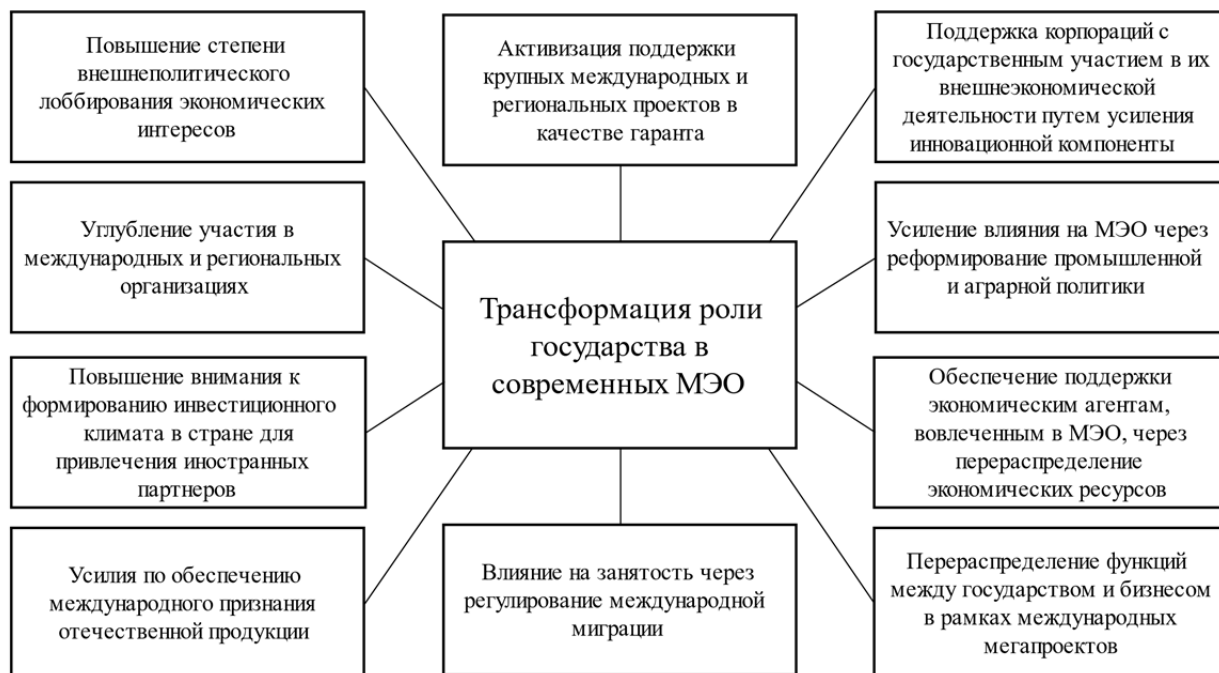 Повышение степени
внешнеполитического
лоббирования экономических
интересов
Активизация поддержки
крупных международных и
региональных проектов в
качестве гаранта
Поддержка корпораций с
государственным участием в их
внешнеэкономической
деятельности путем усиления
инновационной компоненты
Углубление участия в
международных и региональных
организациях
Трансформация роли
государства в
современных МЭО
Усиление влияния на МЭО через
реформирование промышленной
и аграрной политики
Повышение внимания к
формированию инвестиционного
климата в стране для
привлечения иностранных
партнеров
Обеспечение поддержки
экономическим агентам,
вовлеченным в МЭО, через
перераспределение
экономических ресурсов
Усилия по обеспечению
международного признания
отечественной продукции
Влияние на занятость через
регулирование международной
миграции
Перераспределение функций
между государством и бизнесом
в рамках международных
мегапроектов